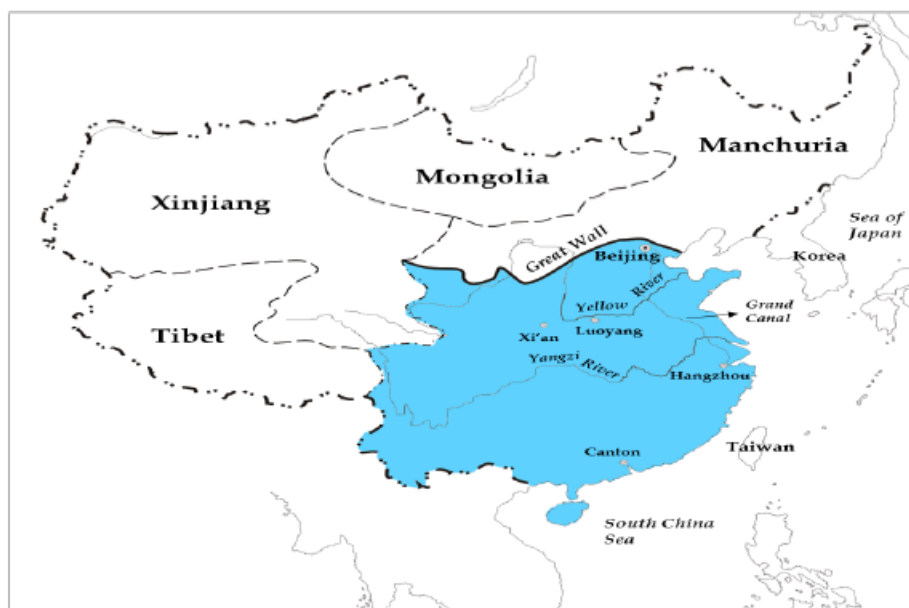 Manchuria
Mongolia
Xinjiang
Sea of
Japan
Great Wall
Beijing
Korea
Yellow River
Grand
Canal
Tibet
Xi'an
Luoyang
Yangzi River
Hangzhou
Canton
Taiwan
South China
Sea